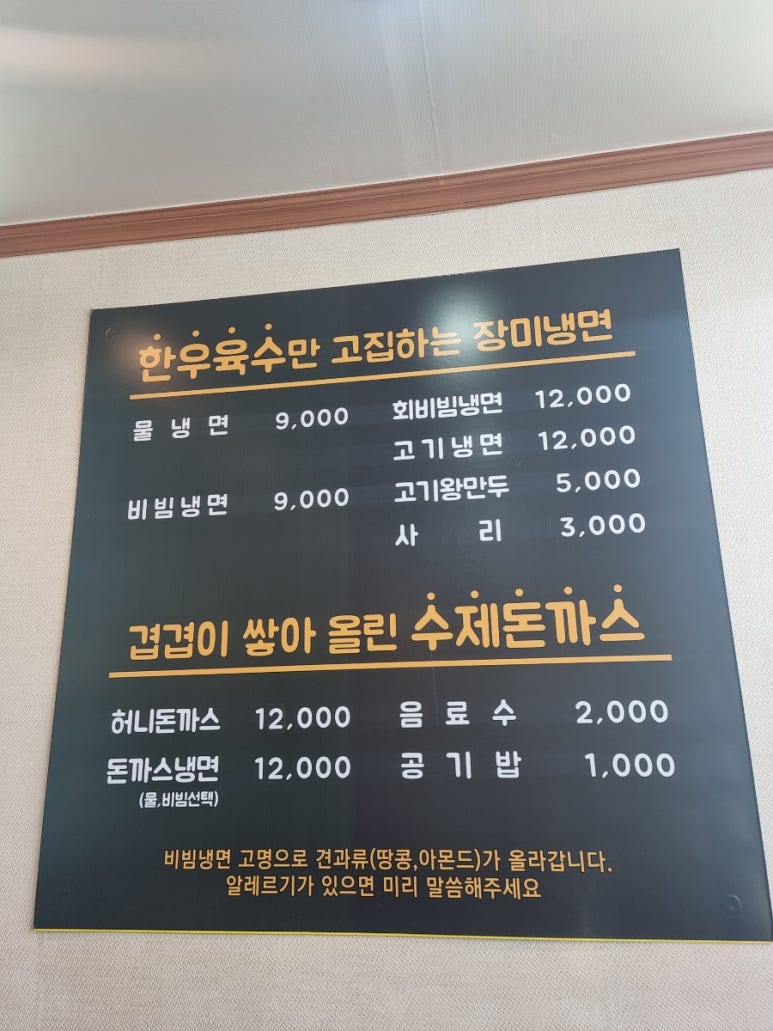 한우육수만 고집하는 장미냉면
물냉면 9,000
비빔냉면 9,000
회비빔냉면 12,000
고기냉면 12,000
고기왕만두 5,000
사리 3,000
겹겹이 쌓아 올린 수제돈까스
허니돈까스 12,000
돈까스냉면 12,000
(물,비빔선택)
음료수 2,000
공기밥 1,000
비빔냉면 고명으로 견과류(땅콩,아몬드)가 올라갑니다.
알레르기가 있으면 미리 말씀해주세요